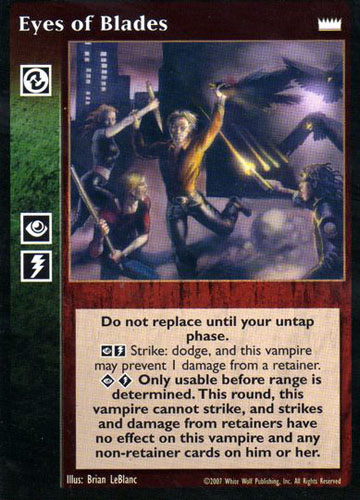 Eyes of Blades
Do not replace until your untap
phase.
Strike: dodge, and this vampire
may prevent 1 damage from a retainer.
Only usable before range is
determined. This round, this
vampire cannot strike, and strikes
and damage from retainers have
no effect on this vampire and any
non-retainer cards on him or her.
Illus: Brian LeBlanc
©2007 White Wolf Publishing, Inc. All Rights Reserved